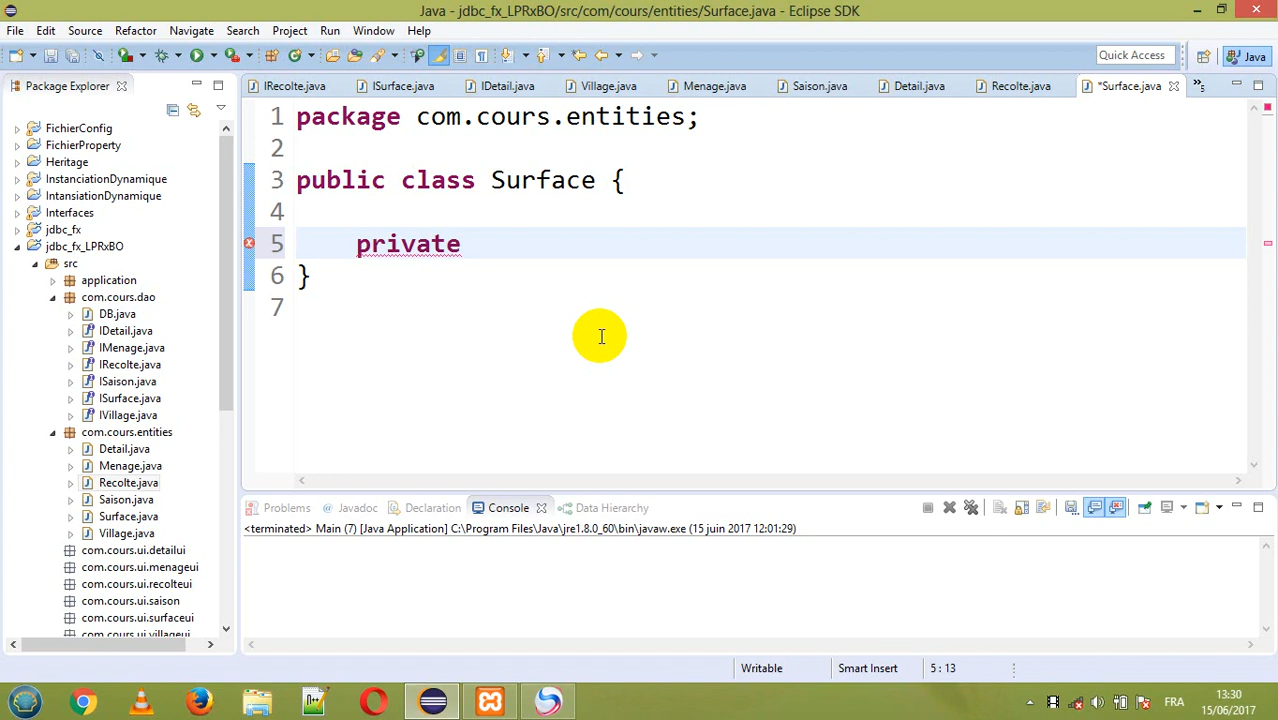 Java - jdbc_fx_LPRxBO/src/com/cours/entities/Surface.java - Eclipse SDK
File Edit Source Refactor Navigate Search Project Run Window Help
Quick Access
Java
Package Explorer
IRecolte.java ISurface.java IDetail.java Village.java Menage.java Saison.java Detail.java Recolte.java *Surface.java »5
FichierConfig
FichierProperty
Heritage
InstanciationDynamique
IntansiationDynamique
Interfaces
jdbc_fx
jdbc_fx_LPRxBO
src
application
com.cours.dao
DB.java
IDetail.java
IMenage.java
IRecolte.java
ISaison.java
ISurface.java
IVillage.java
com.cours.entities
Detail.java
Menage.java
Recolte.java
Saison.java
Surface.java
Village.java
com.cours.ui.detailui
com.cours.ui.menageui
com.cours.ui.recolteui
com.cours.ui.saison
com.cours.ui.surfaceui
com.cours.ui.villageui
1 package com.cours.entities;
2
3 public class Surface {
4
5 private
6 }
7
Problems @ Javadoc Declaration Console Data Hierarchy
<terminated> Main (7) [Java Application] C:\Program Files\Java\jre1.8.0_60\bin\javaw.exe (15 juin 2017 12:01:29)
Writable Smart Insert 5 : 13
FRA
13:30
15/06/2017